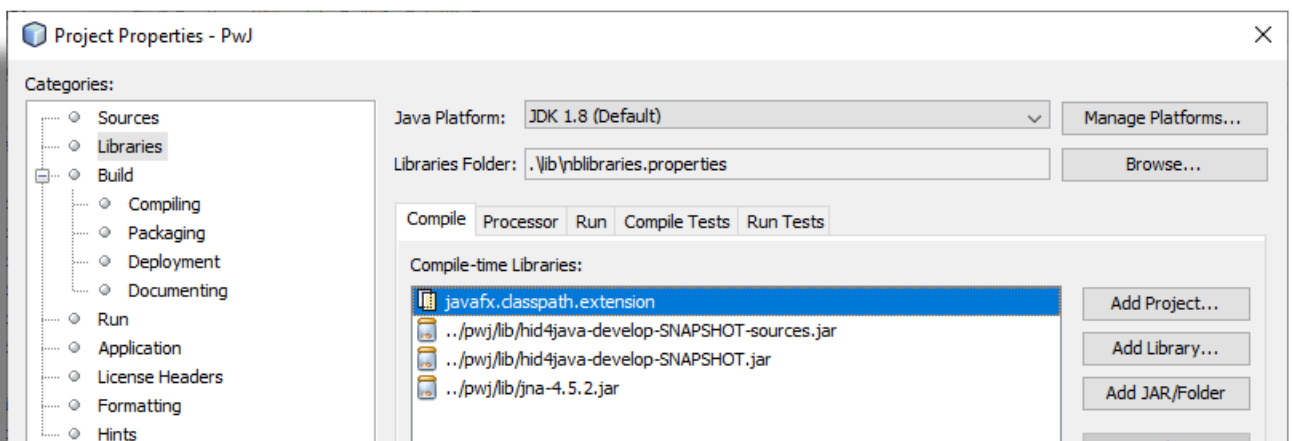 Project Properties - PwJ
Categories:
Sources
Libraries
Build
Compiling
Packaging
Deployment
Documenting
Run
Application
License Headers
Formatting
Hints
Java Platform: JDK 1.8 (Default) Manage Platforms...
Libraries Folder: .\lib\nblibraries.properties Browse...
Compile Processor Run Compile Tests Run Tests
Compile-time Libraries:
javafx.classpath.extension
../pwj/lib/hid4java-develop-SNAPSHOT-sources.jar
../pwj/lib/hid4java-develop-SNAPSHOT.jar
../pwj/lib/jna-4.5.2.jar
Add Project...
Add Library...
Add JAR/Folder